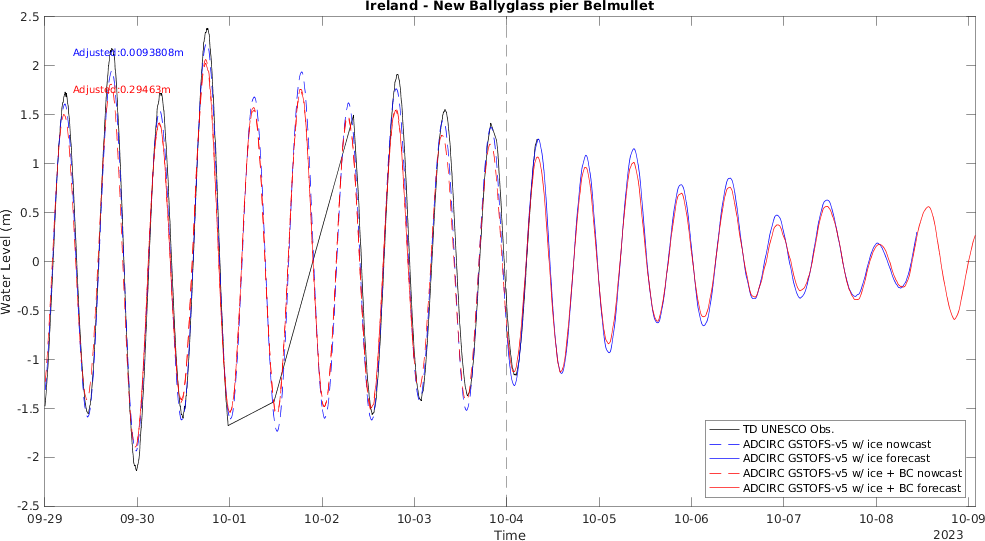 Ireland - New Ballyglass pier Belmullet
2.5
2
1.5
1
0.5
0
-0.5
-1
-1.5
-2
-2.5
Water Level (m)
Adjusted:0.0093808m
Adjusted:0.29463m
TD UNESCO Obs.
ADCIRC GSTOFS-v5 w/ ice nowcast
ADCIRC GSTOFS-v5 w/ ice forecast
ADCIRC GSTOFS-v5 w/ ice + BC nowcast
ADCIRC GSTOFS-v5 w/ ice + BC forecast
09-29 09-30 10-01 10-02 10-03 10-04 10-05 10-06 10-07 10-08 10-09
Time
2023